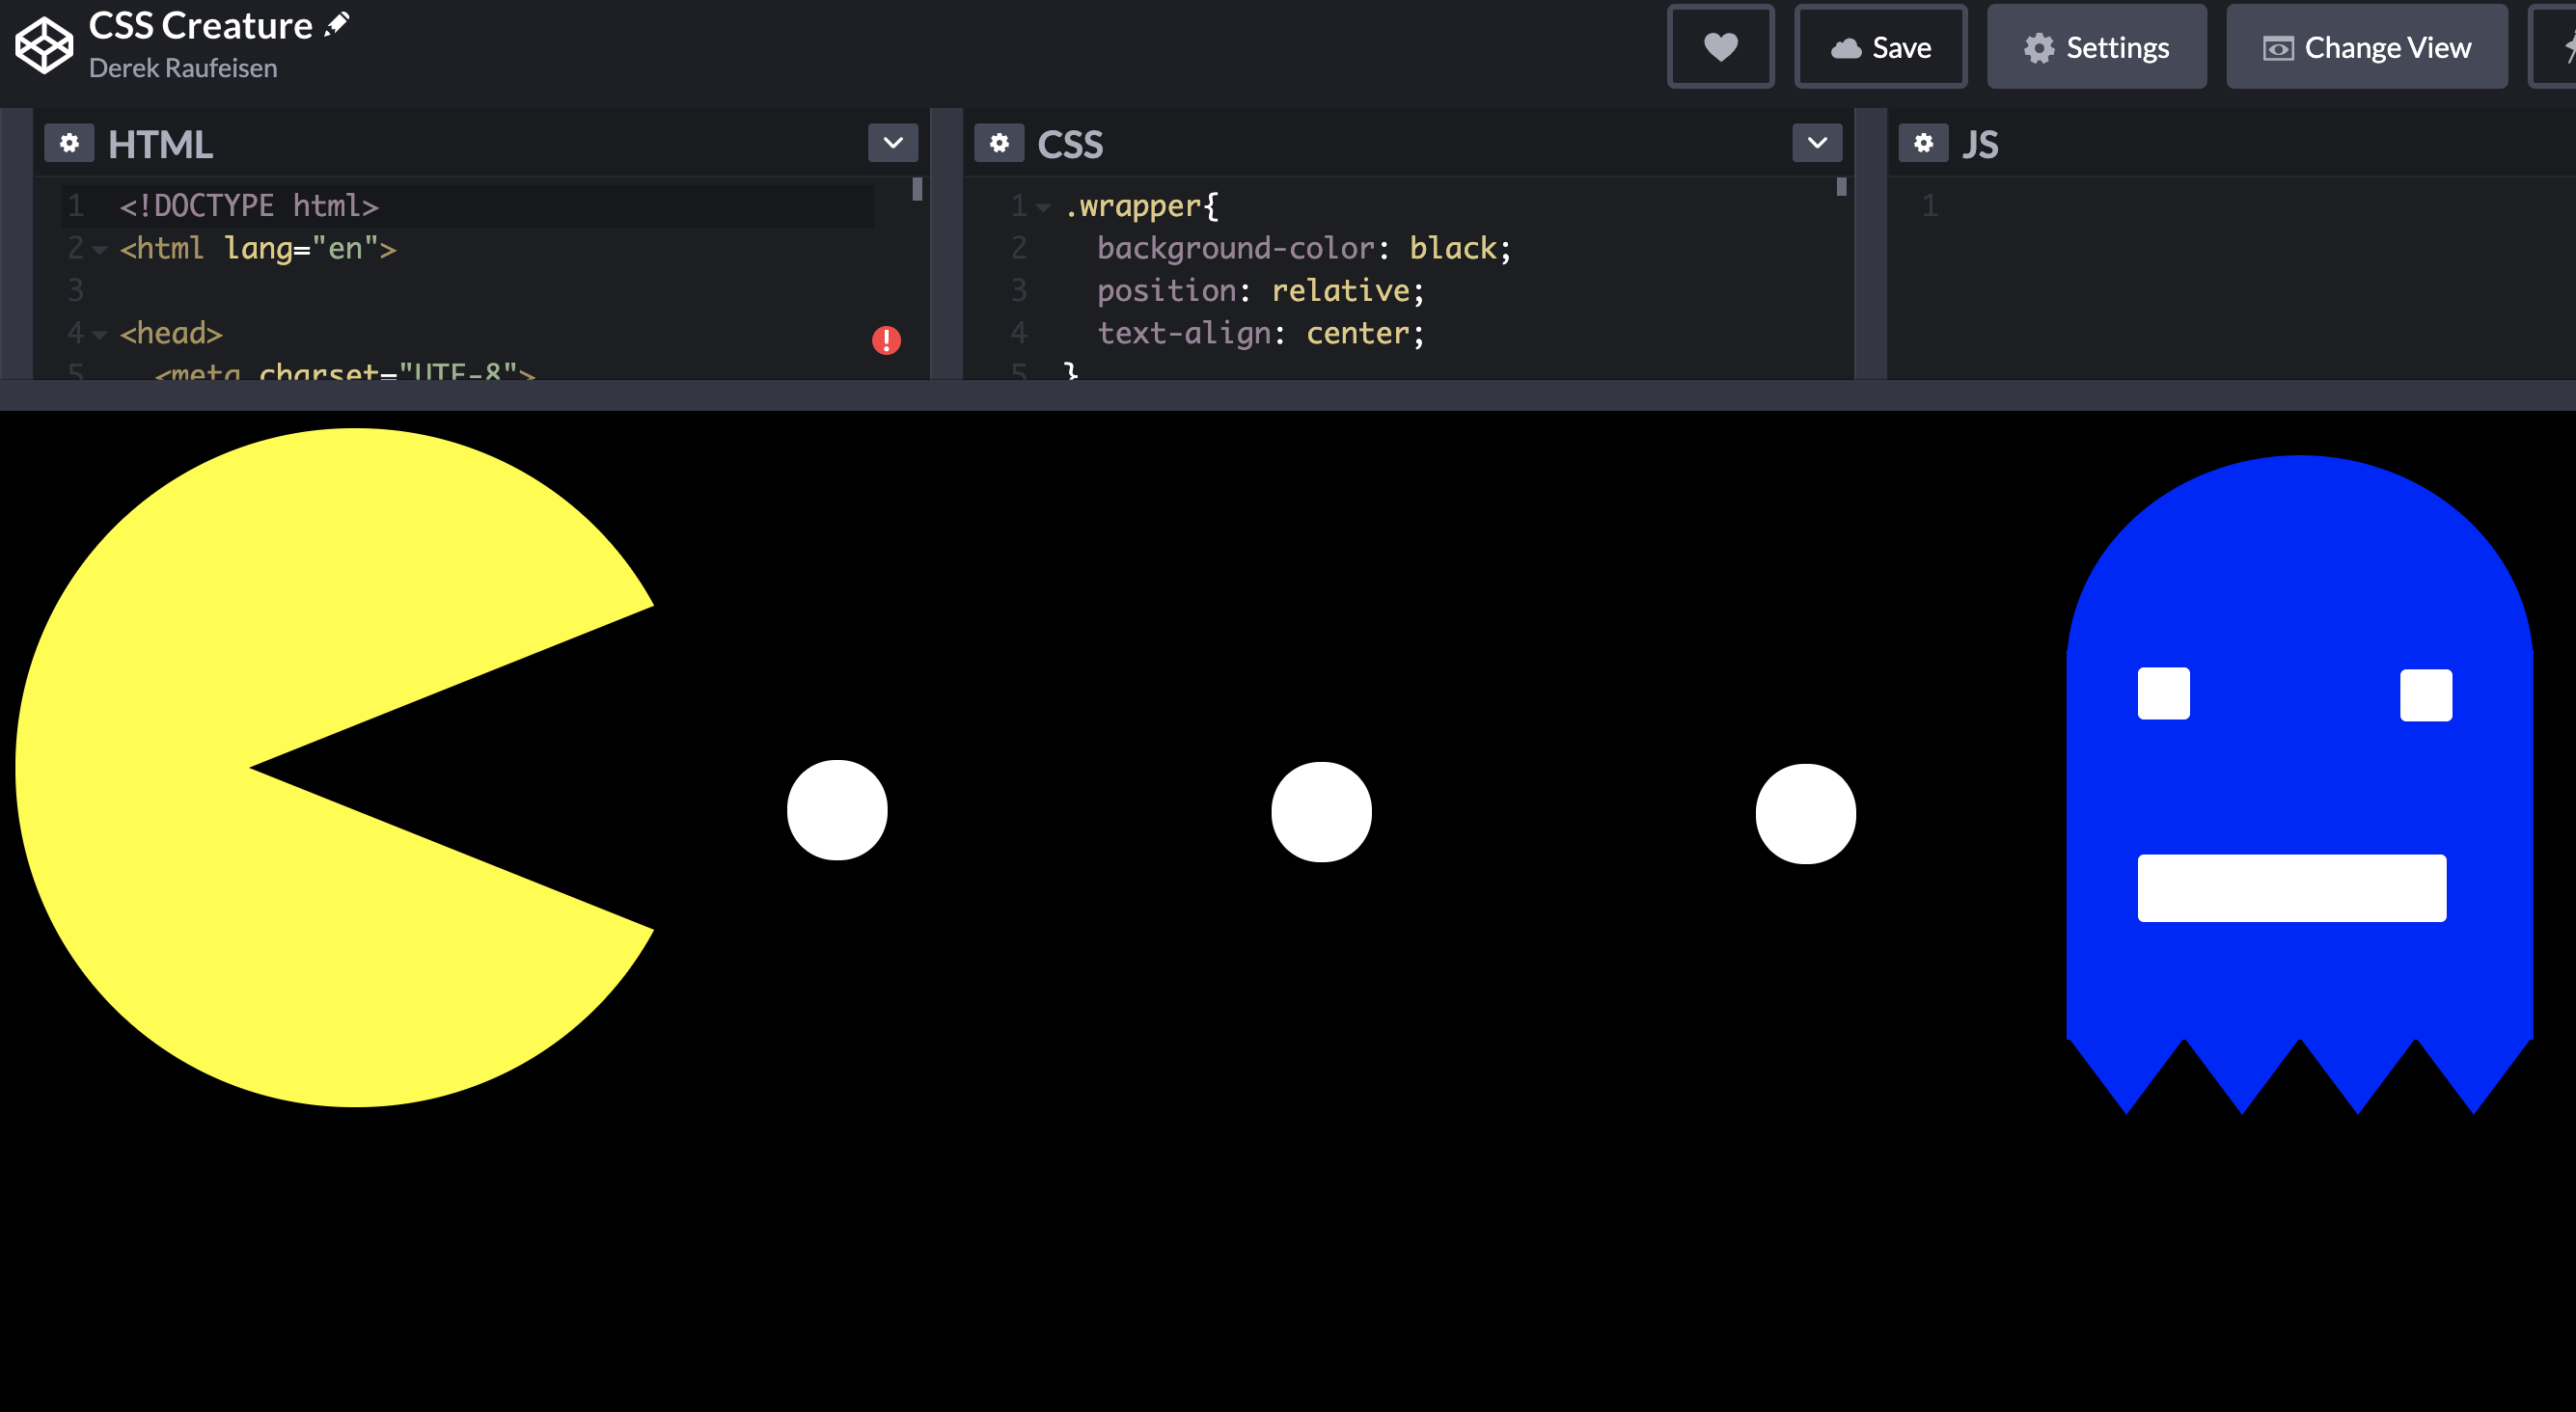 CSS Creature
Derek Raufeisen
Save
Settings
Change View
HTML
1 <!DOCTYPE html>
2 <html lang="en">
3
4 <head>
5 <meta charset="UTF-8">
CSS
1 .wrapper{
2 background-color: black;
3 position: relative;
4 text-align: center;
5 }
JS
1